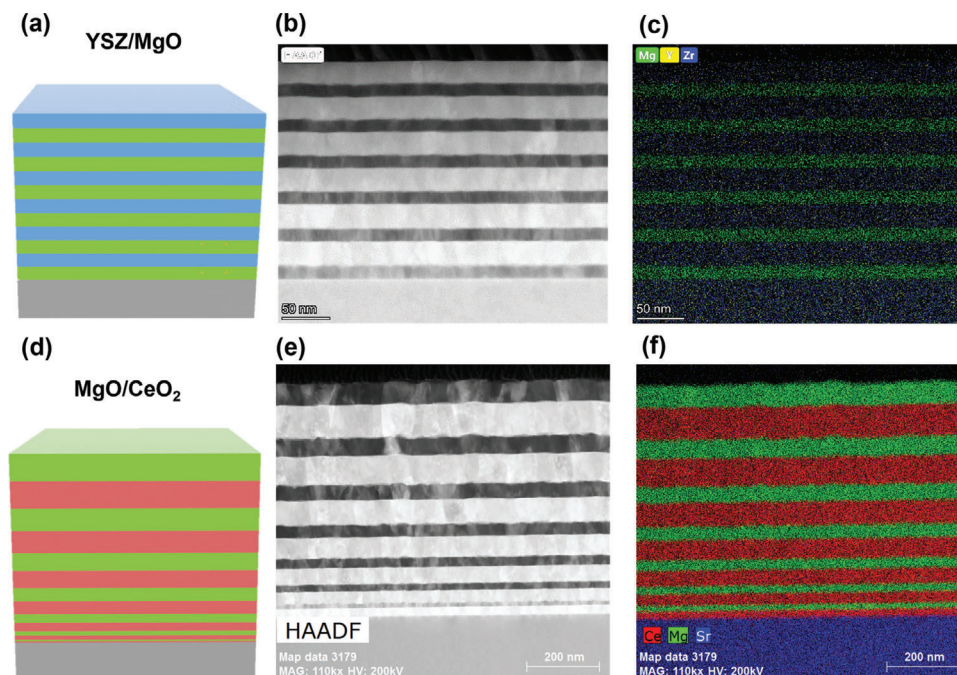 (a)
YSZ/MgO
(b)
HAADF
50 nm
(c)
Mg Y Zr
50 nm
(d)
MgO/CeO₂
(e)
HAADF
Map data 3179
MAG: 110kx HV: 200kV
200 nm
(f)
Ce Mg Sr
Map data 3179
MAG: 110kx HV: 200kV
200 nm